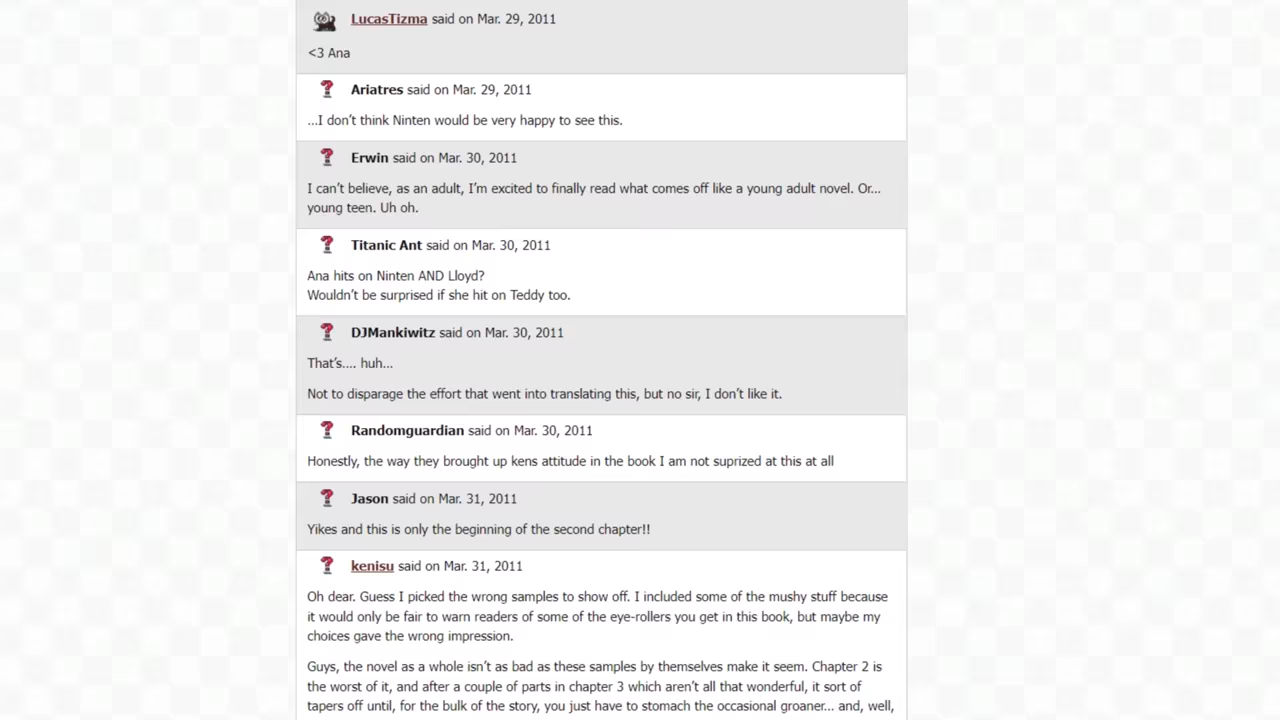 LucasTizma said on Mar. 29, 2011
<3 Ana
Ariatres said on Mar. 29, 2011
…I don't think Ninten would be very happy to see this.
Erwin said on Mar. 30, 2011
I can't believe, as an adult, I'm excited to finally read what comes off like a young adult novel. Or…
young teen. Uh oh.
Titanic Ant said on Mar. 30, 2011
Ana hits on Ninten AND Lloyd?
Wouldn't be surprised if she hit on Teddy too.
DJMankiwitz said on Mar. 30, 2011
That's…. huh…
Not to disparage the effort that went into translating this, but no sir, I don't like it.
Randomguardian said on Mar. 30, 2011
Honestly, the way they brought up kens attitude in the book I am not suprized at this at all
Jason said on Mar. 31, 2011
Yikes and this is only the beginning of the second chapter!!
kenisu said on Mar. 31, 2011
Oh dear. Guess I picked the wrong samples to show off. I included some of the mushy stuff because
it would only be fair to warn readers of some of the eye-rollers you get in this book, but maybe my
choices gave the wrong impression.
Guys, the novel as a whole isn't as bad as these samples by themselves make it seem. Chapter 2 is
the worst of it, and after a couple of parts in chapter 3 which aren't all that wonderful, it sort of
tapers off until, for the bulk of the story, you just have to stomach the occasional groaner… and, well,